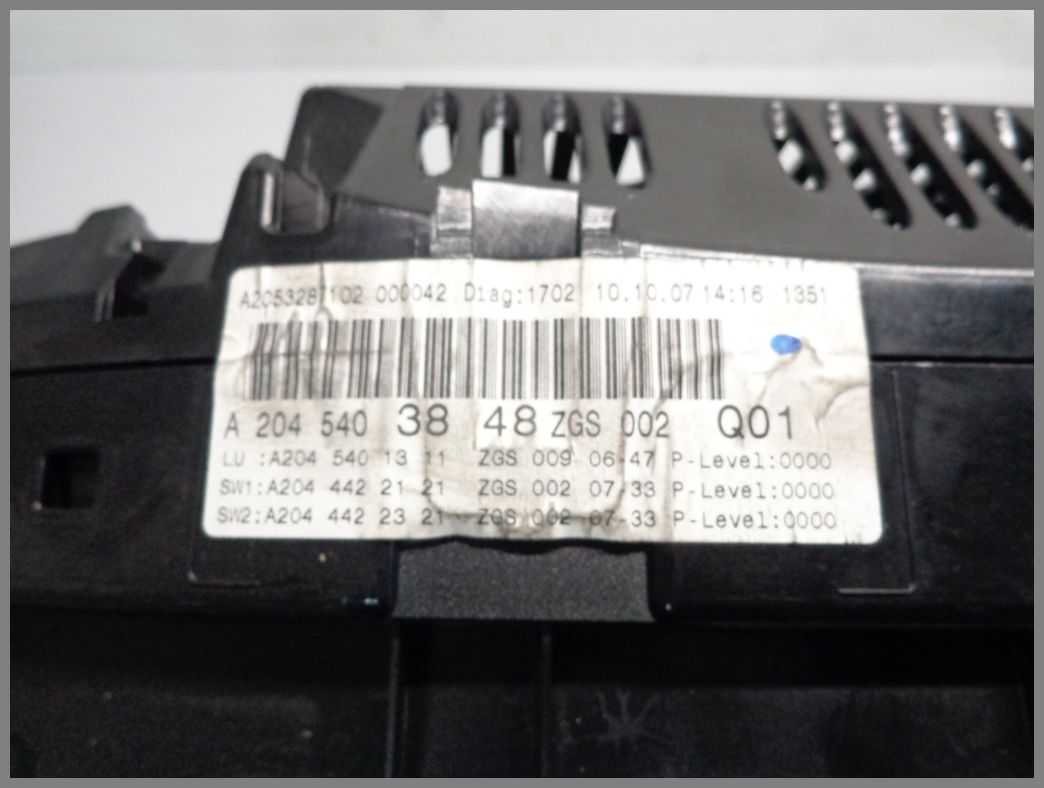 A2C53287102 000042 Diag:1702 10.10.07 14:16 1351
A 204 540 38 48 ZGS 002 Q01
LU :A204 540 13 11 ZGS 009 06-47 P-Level:0000
SW1:A204 442 21 21 ZGS 002 07-33 P-Level:0000
SW2:A204 442 23 21 ZGS 002 07-33 P-Level:0000